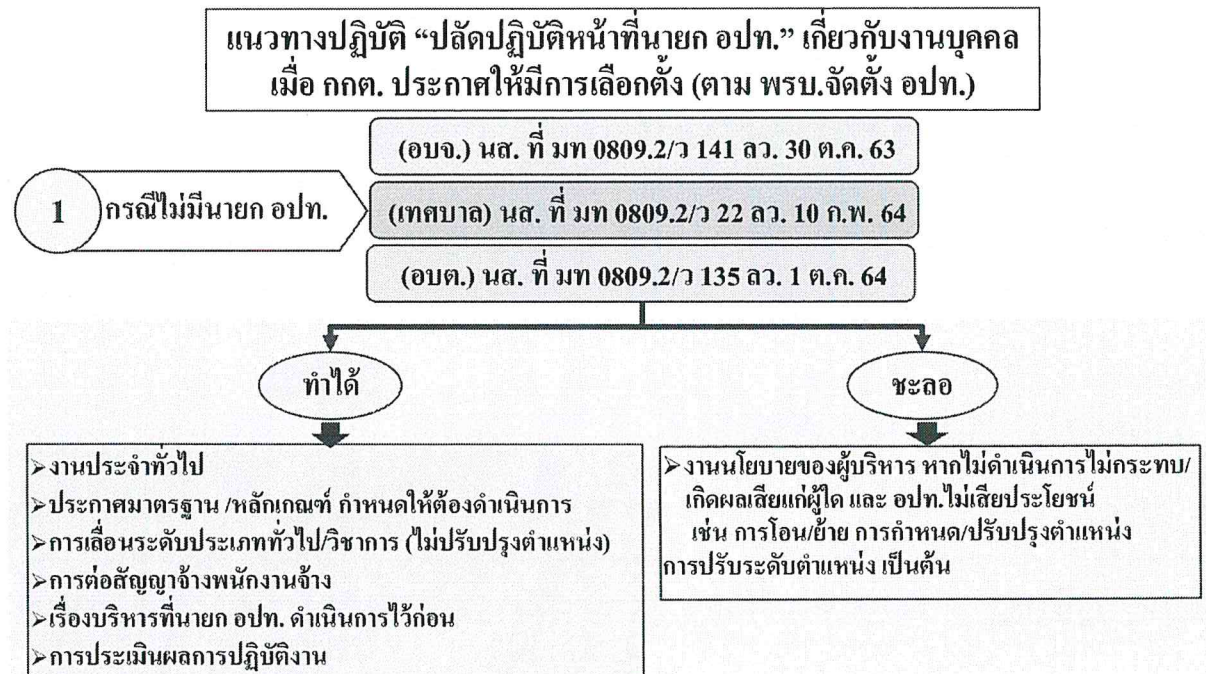 แนวทางปฏิบัติ “ปลัดปฏิบัติหน้าที่นายก อปท.” เกี่ยวกับงานบุคคล
เมื่อ กกต. ประกาศให้มีการเลือกตั้ง (ตาม พรบ.จัดตั้ง อปท.)
1 กรณีไม่มีนายก อปท.
(อบจ.) นส. ที่ มท 0809.2/ว 141 ลว. 30 ต.ค. 63
(เทศบาล) นส. ที่ มท 0809.2/ว 22 ลว. 10 ก.พ. 64
(อบต.) นส. ที่ มท 0809.2/ว 135 ลว. 1 ต.ค. 64
ทำได้
➢งานประจำทั่วไป
➢ประกาศมาตรฐาน /หลักเกณฑ์ กำหนดให้ต้องดำเนินการ
➢การเลื่อนระดับประเภททั่วไป/วิชาการ (ไม่ปรับปรุงตำแหน่ง)
➢การต่อสัญญาจ้างพนักงานจ้าง
➢เรื่องบริหารที่นายก อปท. ดำเนินการไว้ก่อน
➢การประเมินผลการปฏิบัติงาน
ชะลอ
➢งานนโยบายของผู้บริหาร หากไม่ดำเนินการไม่กระทบ/
เกิดผลเสียแก่ผู้ใด และ อปท.ไม่เสียประโยชน์
เช่น การโอน/ย้าย การกำหนด/ปรับปรุงตำแหน่ง
การปรับระดับตำแหน่ง เป็นต้น